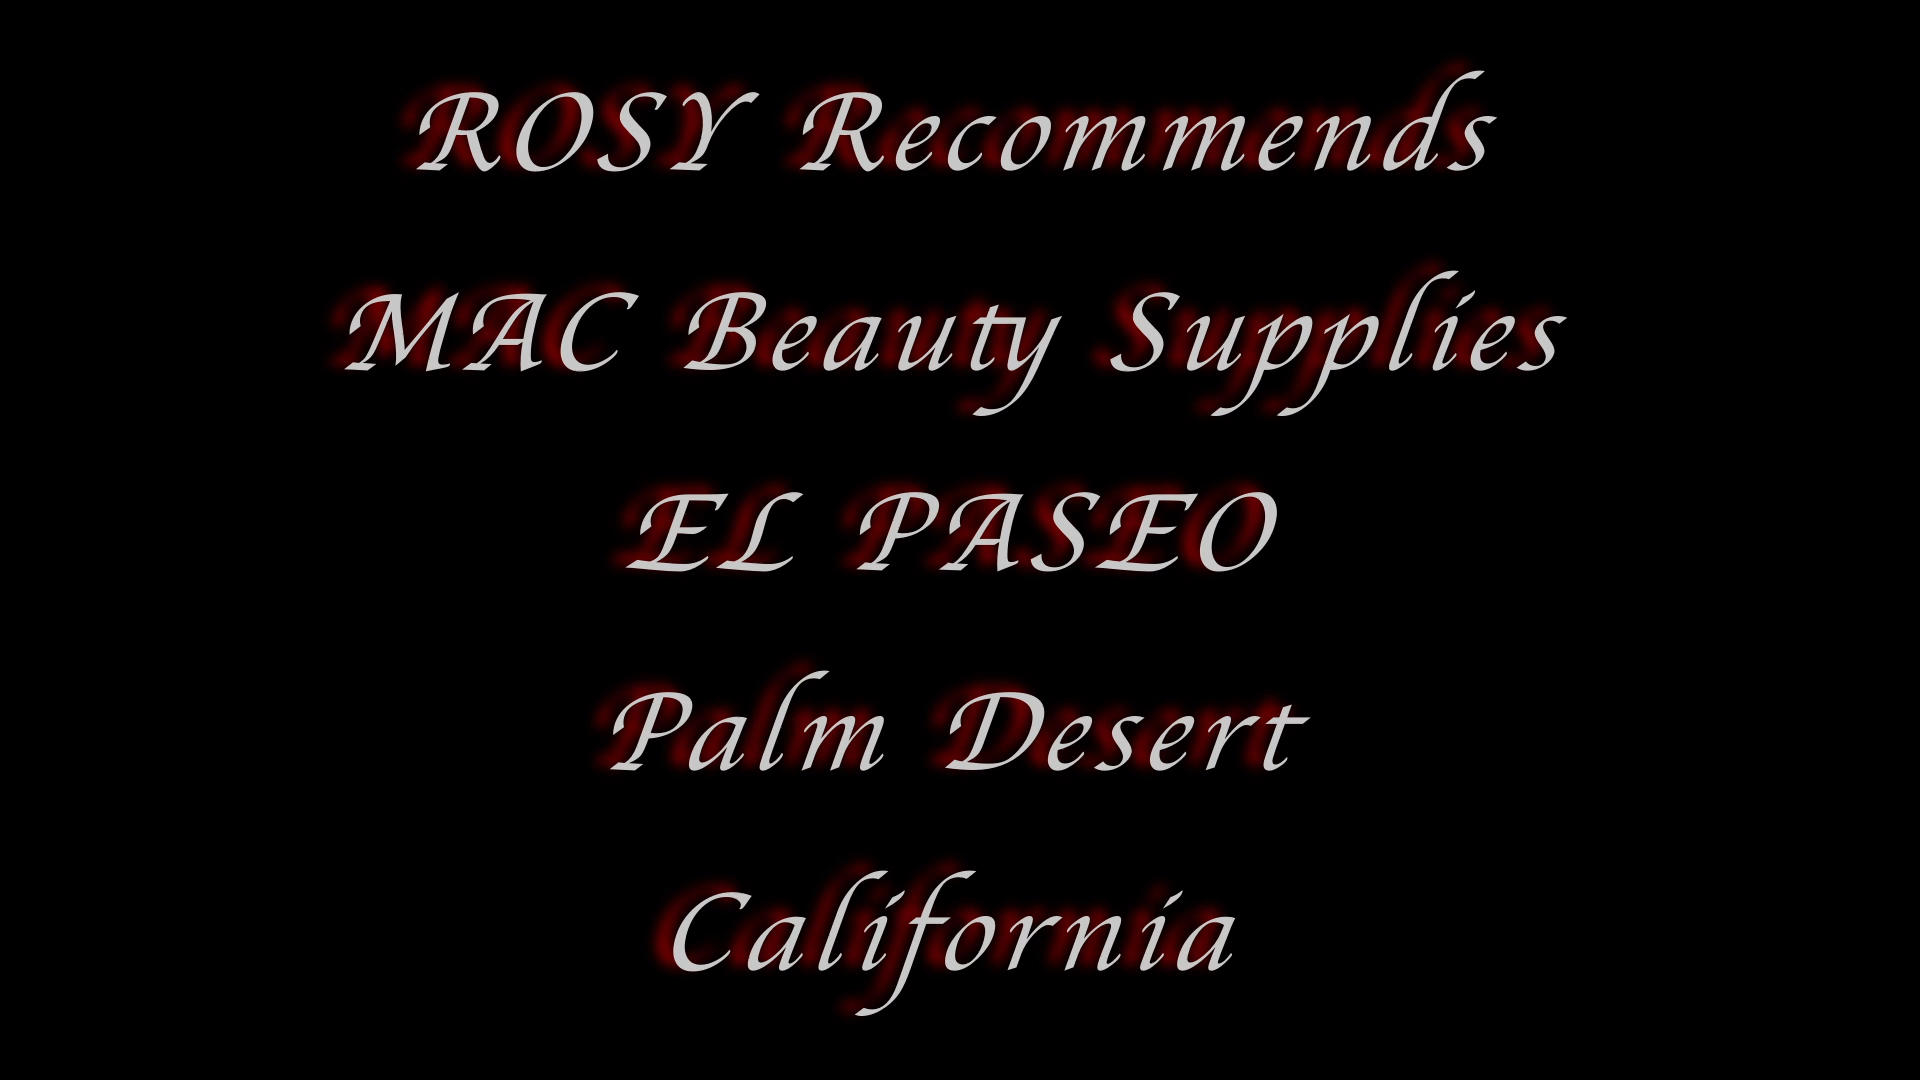 ROSY Recommends
MAC Beauty Supplies
EL PASEO
Palm Desert
California